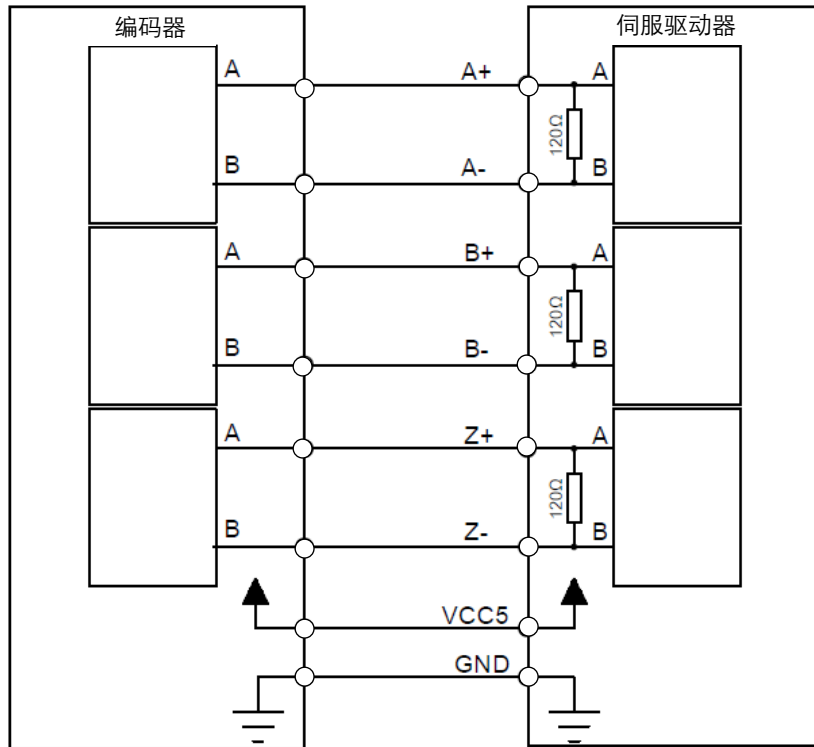 编码器 伺服驱动器
A A+ A
120Ω
B A- B
A B+ A
120Ω
B B- B
A Z+ A
120Ω
B Z- B
VCC5
GND